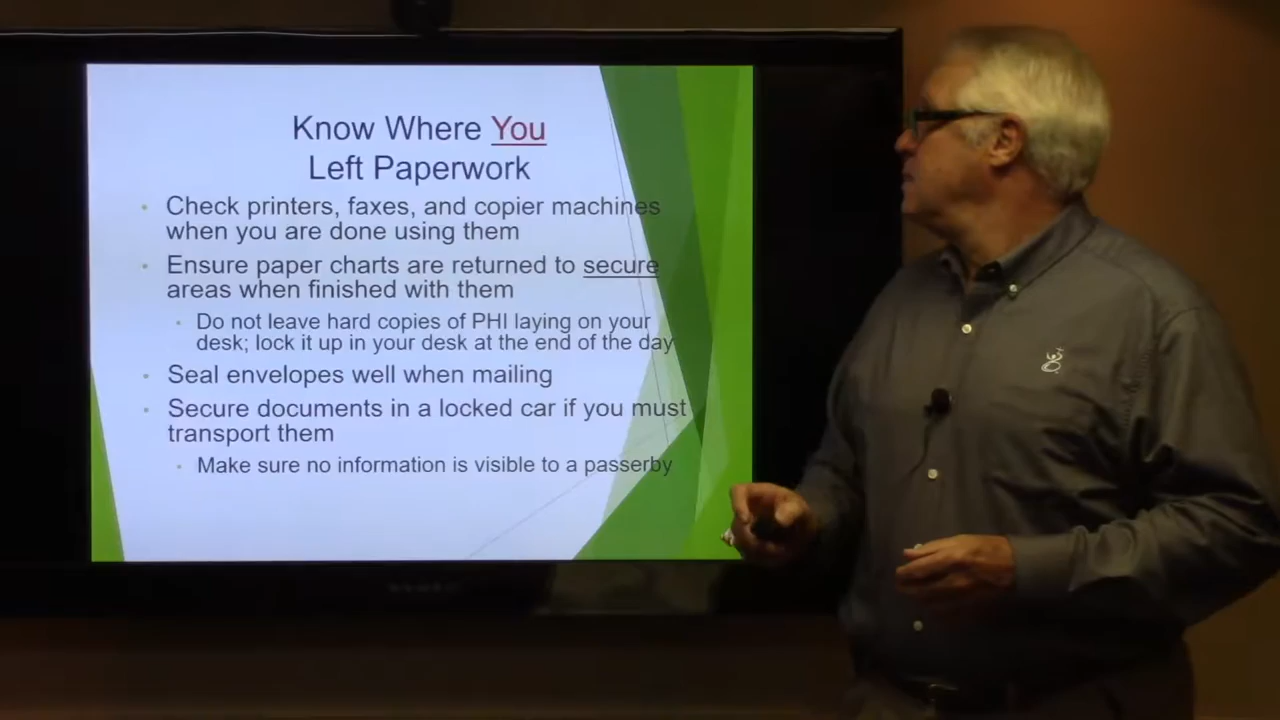 Know Where You
Left Paperwork
• Check printers, faxes, and copier machines
when you are done using them
• Ensure paper charts are returned to secure
areas when finished with them
• Do not leave hard copies of PHI laying on your
desk; lock it up in your desk at the end of the day
• Seal envelopes well when mailing
• Secure documents in a locked car if you must
transport them
• Make sure no information is visible to a passerby